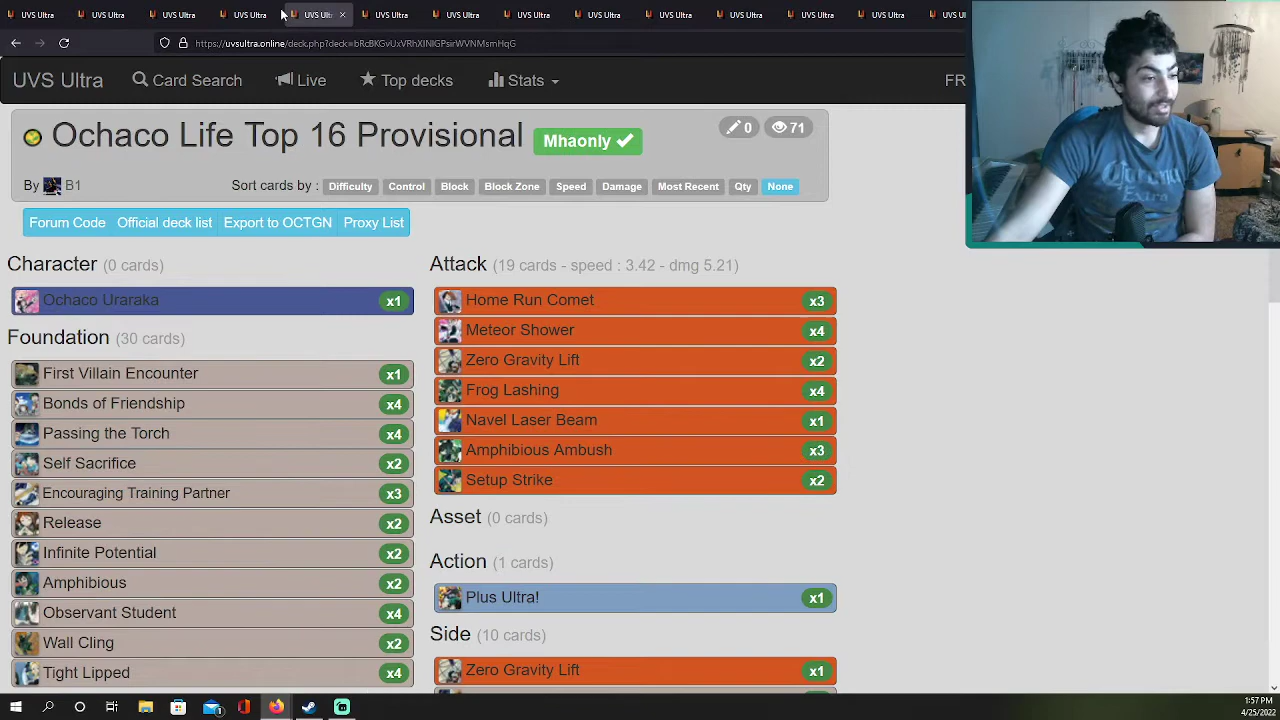 UVS Ultra UVS Ultra UVS Ultra UVS Ultra UVS Ultr UVS Ultra UVS Ultra UVS Ultra UVS Ultra UVS Ultra UVS Ultra UVS Ultra UVS Ultra UVS Ul
UVS Ultra Card Search Live Top decks Stats FR
Ochaco Life Top 16 Provisional Mhaonly 0 71
By B1 Sort cards by : Difficulty Control Block Block Zone Speed Damage Most Recent Qty None
Forum Code Official deck list Export to OCTGN Proxy List
Character (0 cards)
Ochaco Uraraka x1
Foundation (30 cards)
First Villain Encounter x1
Bonds of Friendship x4
Passing the Torch x4
Self Sacrifice x2
Encouraging Training Partner x3
Release x2
Infinite Potential x2
Amphibious x2
Observant Student x4
Wall Cling x2
Tight Lipped x4
Attack (19 cards - speed : 3.42 - dmg 5.21)
Home Run Comet x3
Meteor Shower x4
Zero Gravity Lift x2
Frog Lashing x4
Navel Laser Beam x1
Amphibious Ambush x3
Setup Strike x2
Asset (0 cards)
Action (1 cards)
Plus Ultra! x1
Side (10 cards)
Zero Gravity Lift x1
1:57 PM
4/25/2022